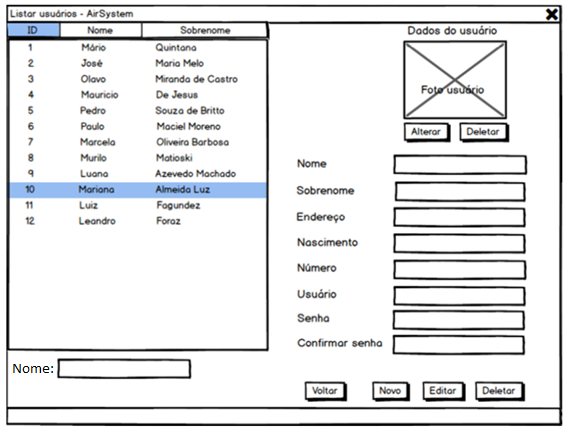 Listar usuários - AirSystem
ID Nome Sobrenome
1 Mário Quintana
2 José Maria Melo
3 Olavo Miranda de Castro
4 Mauricio De Jesus
5 Pedro Souza de Britto
6 Paulo Maciel Moreno
7 Marcela Oliveira Barbosa
8 Murilo Matioski
9 Luana Azevedo Machado
10 Mariana Almeida Luz
11 Luiz Fagundez
12 Leandro Foraz
Nome:
Dados do usuário
Foto usuário
Alterar Deletar
Nome
Sobrenome
Endereço
Nascimento
Número
Usuário
Senha
Confirmar senha
Voltar Novo Editar Deletar